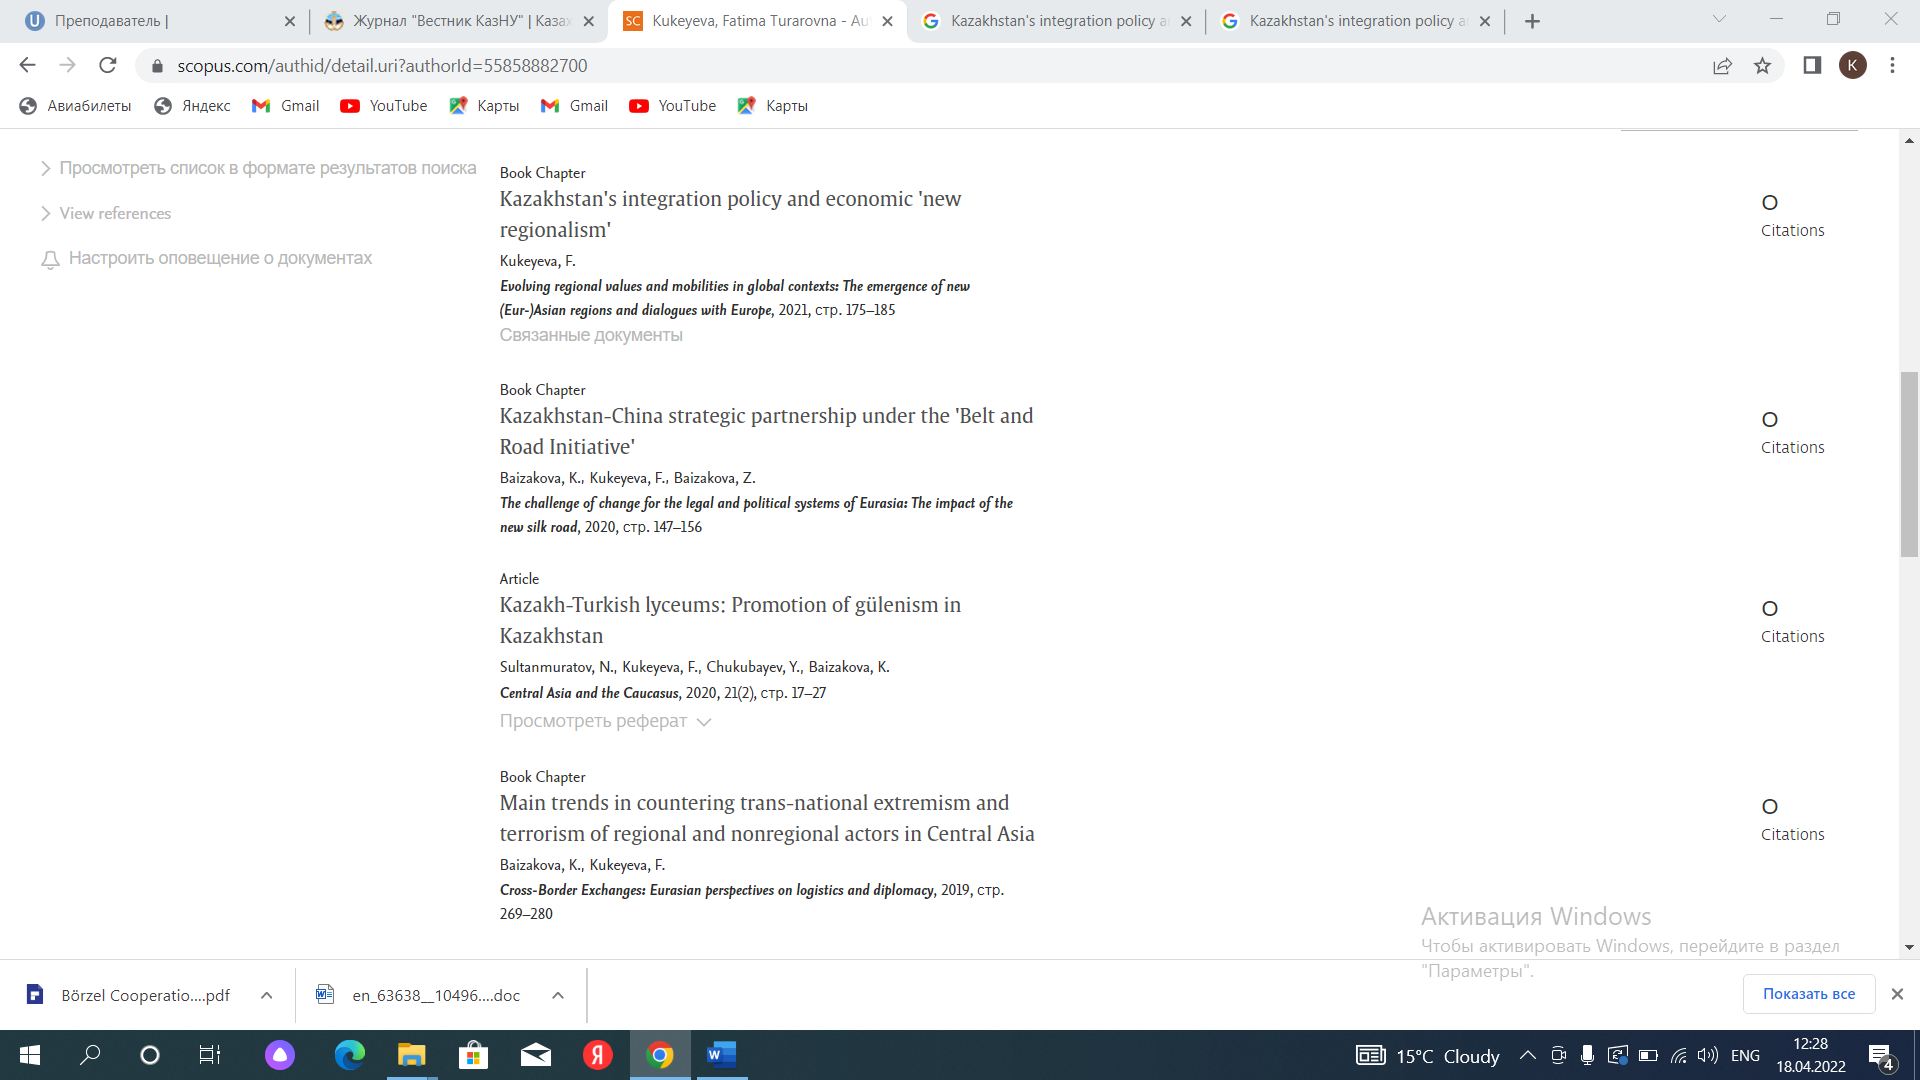 Преподаватель |
Журнал "Вестник КазНУ" | Казах
SC Kukeyeva, Fatima Turarovna - Au
Kazakhstan's integration policy a
Kazakhstan's integration policy a
scopus.com/authid/detail.uri?authorId=55858882700
K
Авиабилеты
Яндекс
Gmail
YouTube
Карты
Gmail
YouTube
Карты
Просмотреть список в формате результатов поиска
View references
Настроить оповещение о документах
Book Chapter
Kazakhstan's integration policy and economic 'new
regionalism'
Kukeyeva, F.
Evolving regional values and mobilities in global contexts: The emergence of new
(Eur-)Asian regions and dialogues with Europe, 2021, стр. 175–185
Связанные документы
0
Citations
Book Chapter
Kazakhstan-China strategic partnership under the 'Belt and
Road Initiative'
Baizakova, K., Kukeyeva, F., Baizakova, Z.
The challenge of change for the legal and political systems of Eurasia: The impact of the
new silk road, 2020, стр. 147–156
0
Citations
Article
Kazakh-Turkish lyceums: Promotion of gülenism in
Kazakhstan
Sultanmuratov, N., Kukeyeva, F., Chukubayev, Y., Baizakova, K.
Central Asia and the Caucasus, 2020, 21(2), стр. 17–27
Просмотреть реферат
0
Citations
Book Chapter
Main trends in countering trans-national extremism and
terrorism of regional and nonregional actors in Central Asia
Baizakova, K., Kukeyeva, F.
Cross-Border Exchanges: Eurasian perspectives on logistics and diplomacy, 2019, стр.
269–280
0
Citations
Активация Windows
Чтобы активировать Windows, перейдите в раздел
"Параметры".
Börzel Cooperatio....pdf
en_63638__10496....doc
Показать все
15°C Cloudy
ENG
12:28
18.04.2022
4